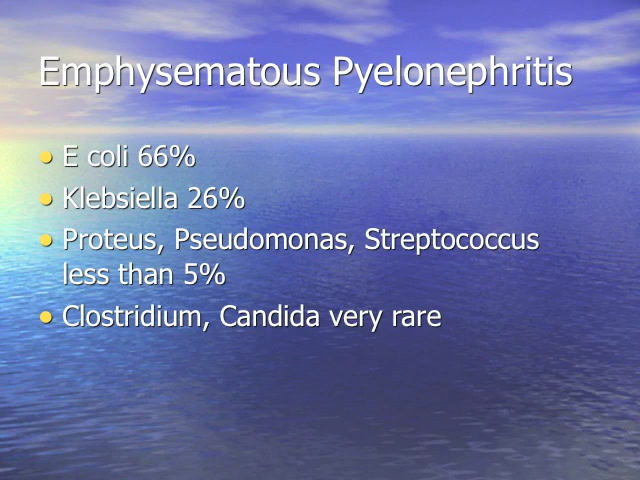 Emphysematous Pyelonephritis
• E coli 66%
• Klebsiella 26%
• Proteus, Pseudomonas, Streptococcus
less than 5%
• Clostridium, Candida very rare